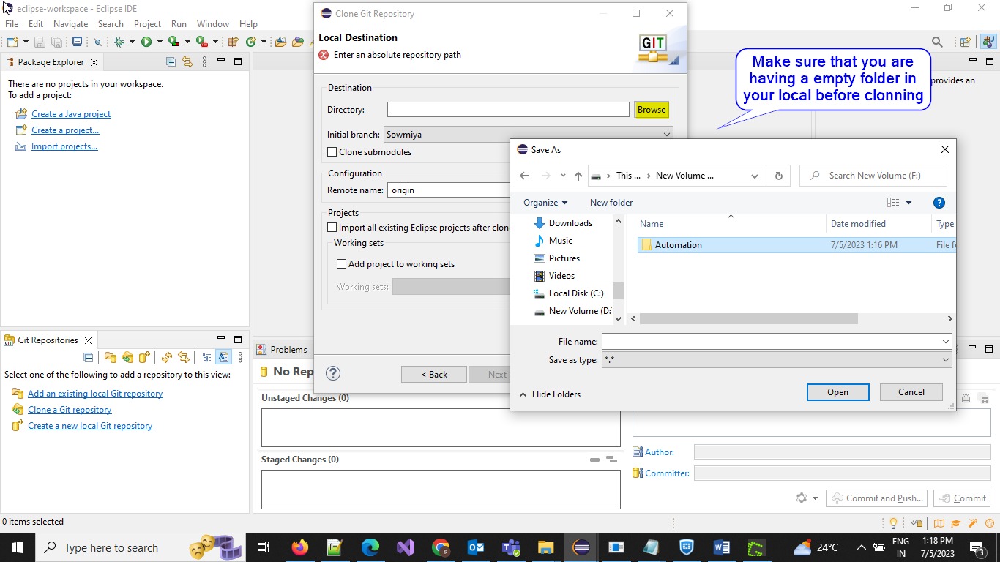 eclipse-workspace - Eclipse IDE
File Edit Navigate Search Project Run Window Help
Package Explorer
There are no projects in your workspace.
To add a project:
Create a Java project
Create a project...
Import projects...
Clone Git Repository
Local Destination
Enter an absolute repository path
GIT
Destination
Directory:
Browse
Initial branch: Sowmiya
Clone submodules
Configuration
Remote name: origin
Projects
Import all existing Eclipse projects after clone
Working sets
Add project to working sets
Working sets:
< Back
Next
Make sure that you are
having a empty folder in
your local before clonning
provides an
Save As
This ... New Volume ...
Search New Volume (F:)
Organize New folder
Downloads
Music
Pictures
Videos
Local Disk (C:)
New Volume (D:
Name Date modified Type
Automation 7/5/2023 1:16 PM File fo
File name:
Save as type: *.*
Hide Folders
Open Cancel
Git Repositories
Select one of the following to add a repository to this view:
Add an existing local Git repository
Clone a Git repository
Create a new local Git repository
Problems
No Rep
Unstaged Changes (0)
Staged Changes (0)
Author:
Committer:
Commit and Push...
Commit
0 items selected
Type here to search
24°C
ENG
IN
1:18 PM
7/5/2023
3